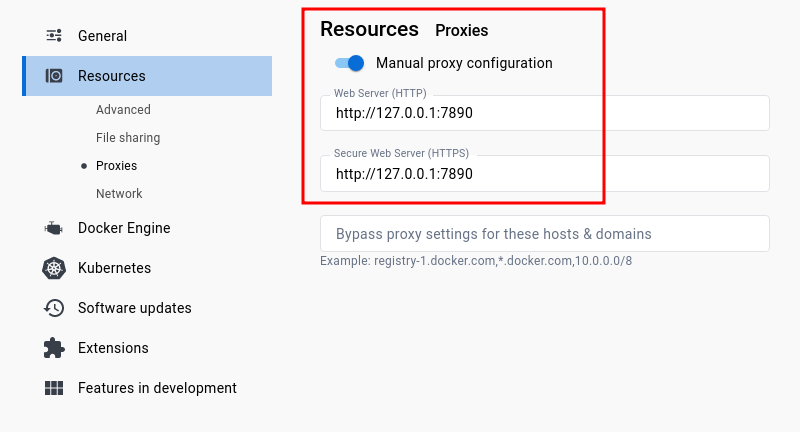 General
Resources
Advanced
File sharing
Proxies
Network
Docker Engine
Kubernetes
Software updates
Extensions
Features in development
Resources Proxies
Manual proxy configuration
Web Server (HTTP)
http://127.0.0.1:7890
Secure Web Server (HTTPS)
http://127.0.0.1:7890
Bypass proxy settings for these hosts & domains
Example: registry-1.docker.com,*.docker.com,10.0.0.0/8